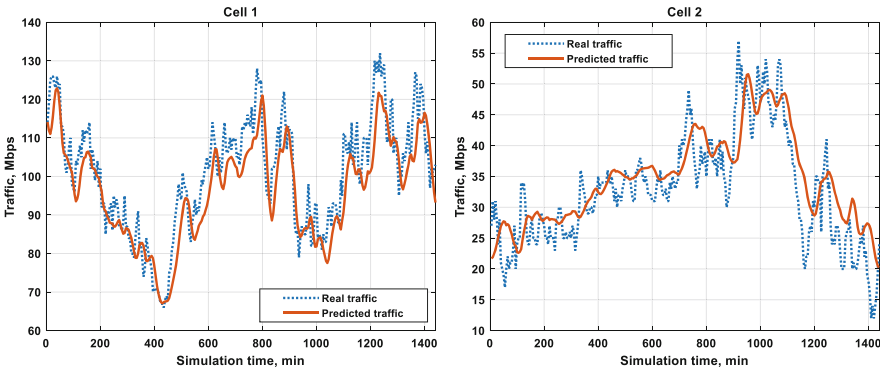 Cell 1
Traffic, Mbps
140
130
120
110
100
90
80
70
60
0 200 400 600 800 1000 1200 1400
Simulation time, min
Real traffic
Predicted traffic
Cell 2
Traffic, Mbps
60
55
50
45
40
35
30
25
20
15
10
0 200 400 600 800 1000 1200 1400
Simulation time, min
Real traffic
Predicted traffic